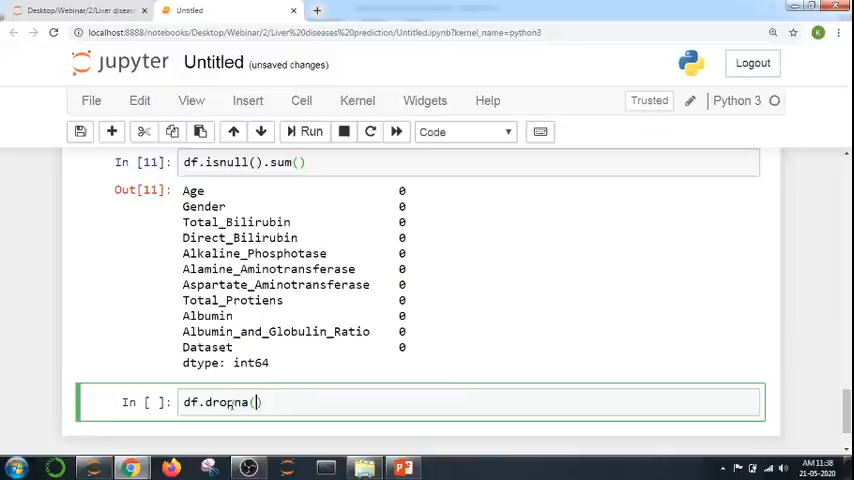 Desktop/Webinar/2/Liver diseas
Untitled
localhost:8888/notebooks/Desktop/Webinar/2/Liver%20diseases%20prediction/Untitled.ipynb?kernel_name=python3
K
jupyter Untitled (unsaved changes)
Logout
File Edit View Insert Cell Kernel Widgets Help
Trusted Python 3
Run Code
In [11]: df.isnull().sum()
Out[11]: Age 0
Gender 0
Total_Bilirubin 0
Direct_Bilirubin 0
Alkaline_Phosphotase 0
Alamine_Aminotransferase 0
Aspartate_Aminotransferase 0
Total_Protiens 0
Albumin 0
Albumin_and_Globulin_Ratio 0
Dataset 0
dtype: int64
In [ ]: df.dropna()
AM 11:38
21-05-2020